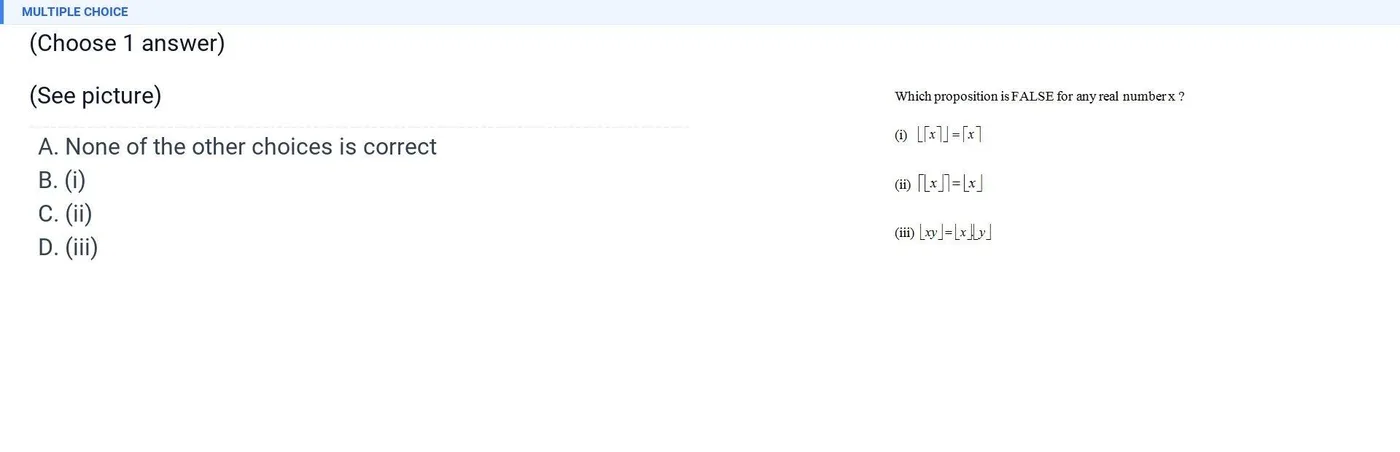 MULTIPLE CHOICE
(Choose 1 answer)
(See picture)
A. None of the other choices is correct
B. (i)
C. (ii)
D. (iii)
Which proposition is FALSE for any real number x ?
(i) ⌊⌈x⌉⌋=⌈x⌉
(ii) ⌈⌊x⌋⌉=⌊x⌋
(iii) ⌊xy⌋=⌊x⌋⌊y⌋